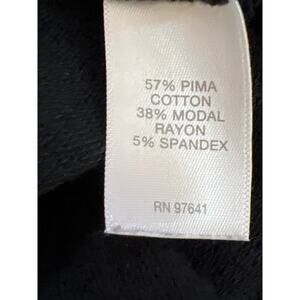 57% PIMA
COTTON
38% MODAL
RAYON
5% SPANDEX
RN 97641